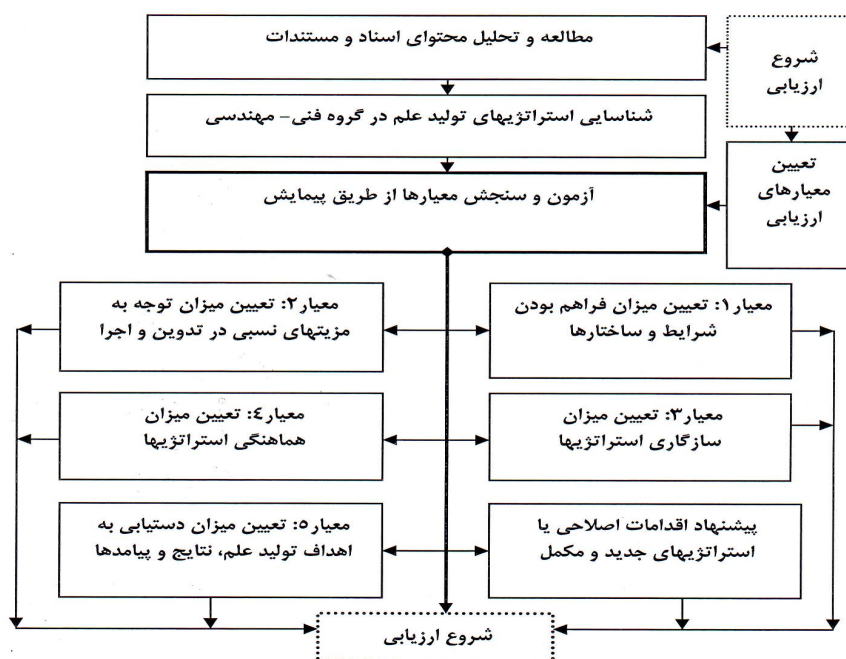 مطالعه و تحلیل محتوای اسناد و مستندات
شروع
ارزیابی
شناسایی استراتژیهای تولید علم در گروه فنی- مهندسی
تعیین
معیارهای
ارزیابی
آزمون و سنجش معیارها از طریق پیمایش
معیار۱: تعیین میزان فراهم بودن
شرایط و ساختارها
معیار۲: تعیین میزان توجه به
مزیتهای نسبی در تدوین و اجرا
معیار۳: تعیین میزان
سازگاری استراتژیها
معیار٤: تعیین میزان
هماهنگی استراتژیها
پیشنهاد اقدامات اصلاحی یا
استراتژیهای جدید و مکمل
معیار٥: تعیین میزان دستیابی به
اهداف تولید علم، نتایج و پیامدها
شروع ارزیابی